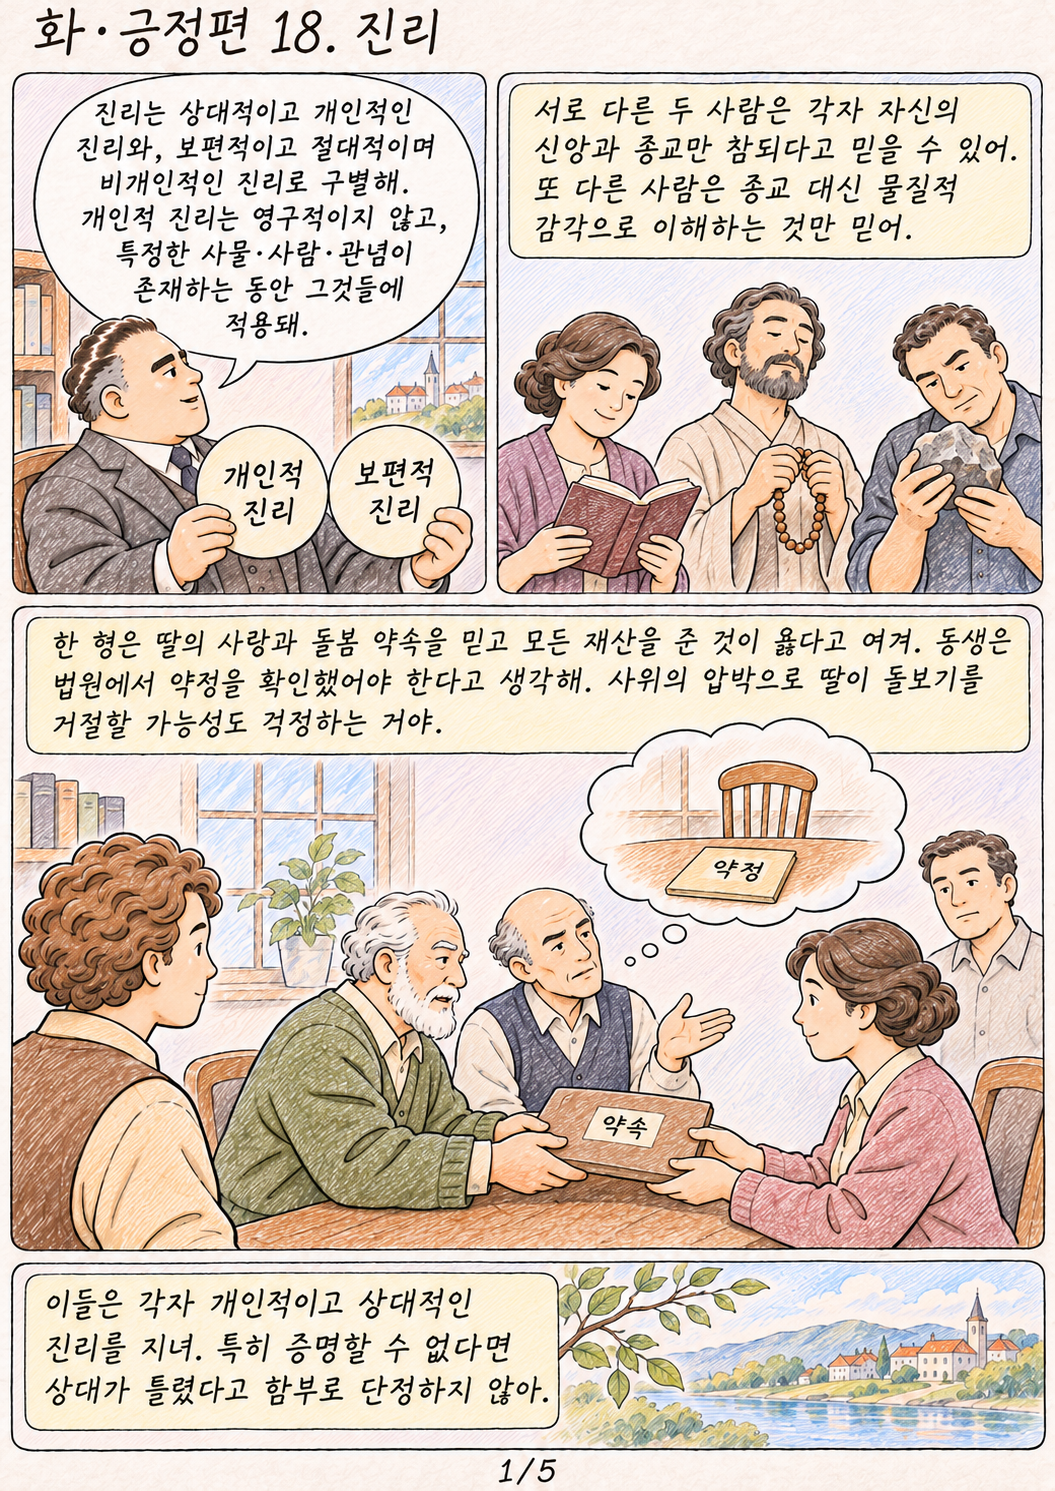 화·긍정편 18. 진리
진리는 상대적이고 개인적인
진리와, 보편적이고 절대적이며
비개인적인 진리로 구별해.
개인적 진리는 영구적이지 않고,
특정한 사물·사람·관념이
존재하는 동안 그것들에
적용돼.
개인적
진리
보편적
진리
서로 다른 두 사람은 각자 자신의
신앙과 종교만 참되다고 믿을 수 있어.
또 다른 사람은 종교 대신 물질적
감각으로 이해하는 것만 믿어.
한 형은 딸의 사랑과 돌봄 약속을 믿고 모든 재산을 준 것이 옳다고 여겨. 동생은
법원에서 약정을 확인했어야 한다고 생각해. 사위의 압박으로 딸이 돌보기를
거절할 가능성도 걱정하는 거야.
약정
약속
이들은 각자 개인적이고 상대적인
진리를 지녀. 특히 증명할 수 없다면
상대가 틀렸다고 함부로 단정하지 않아.
1/5